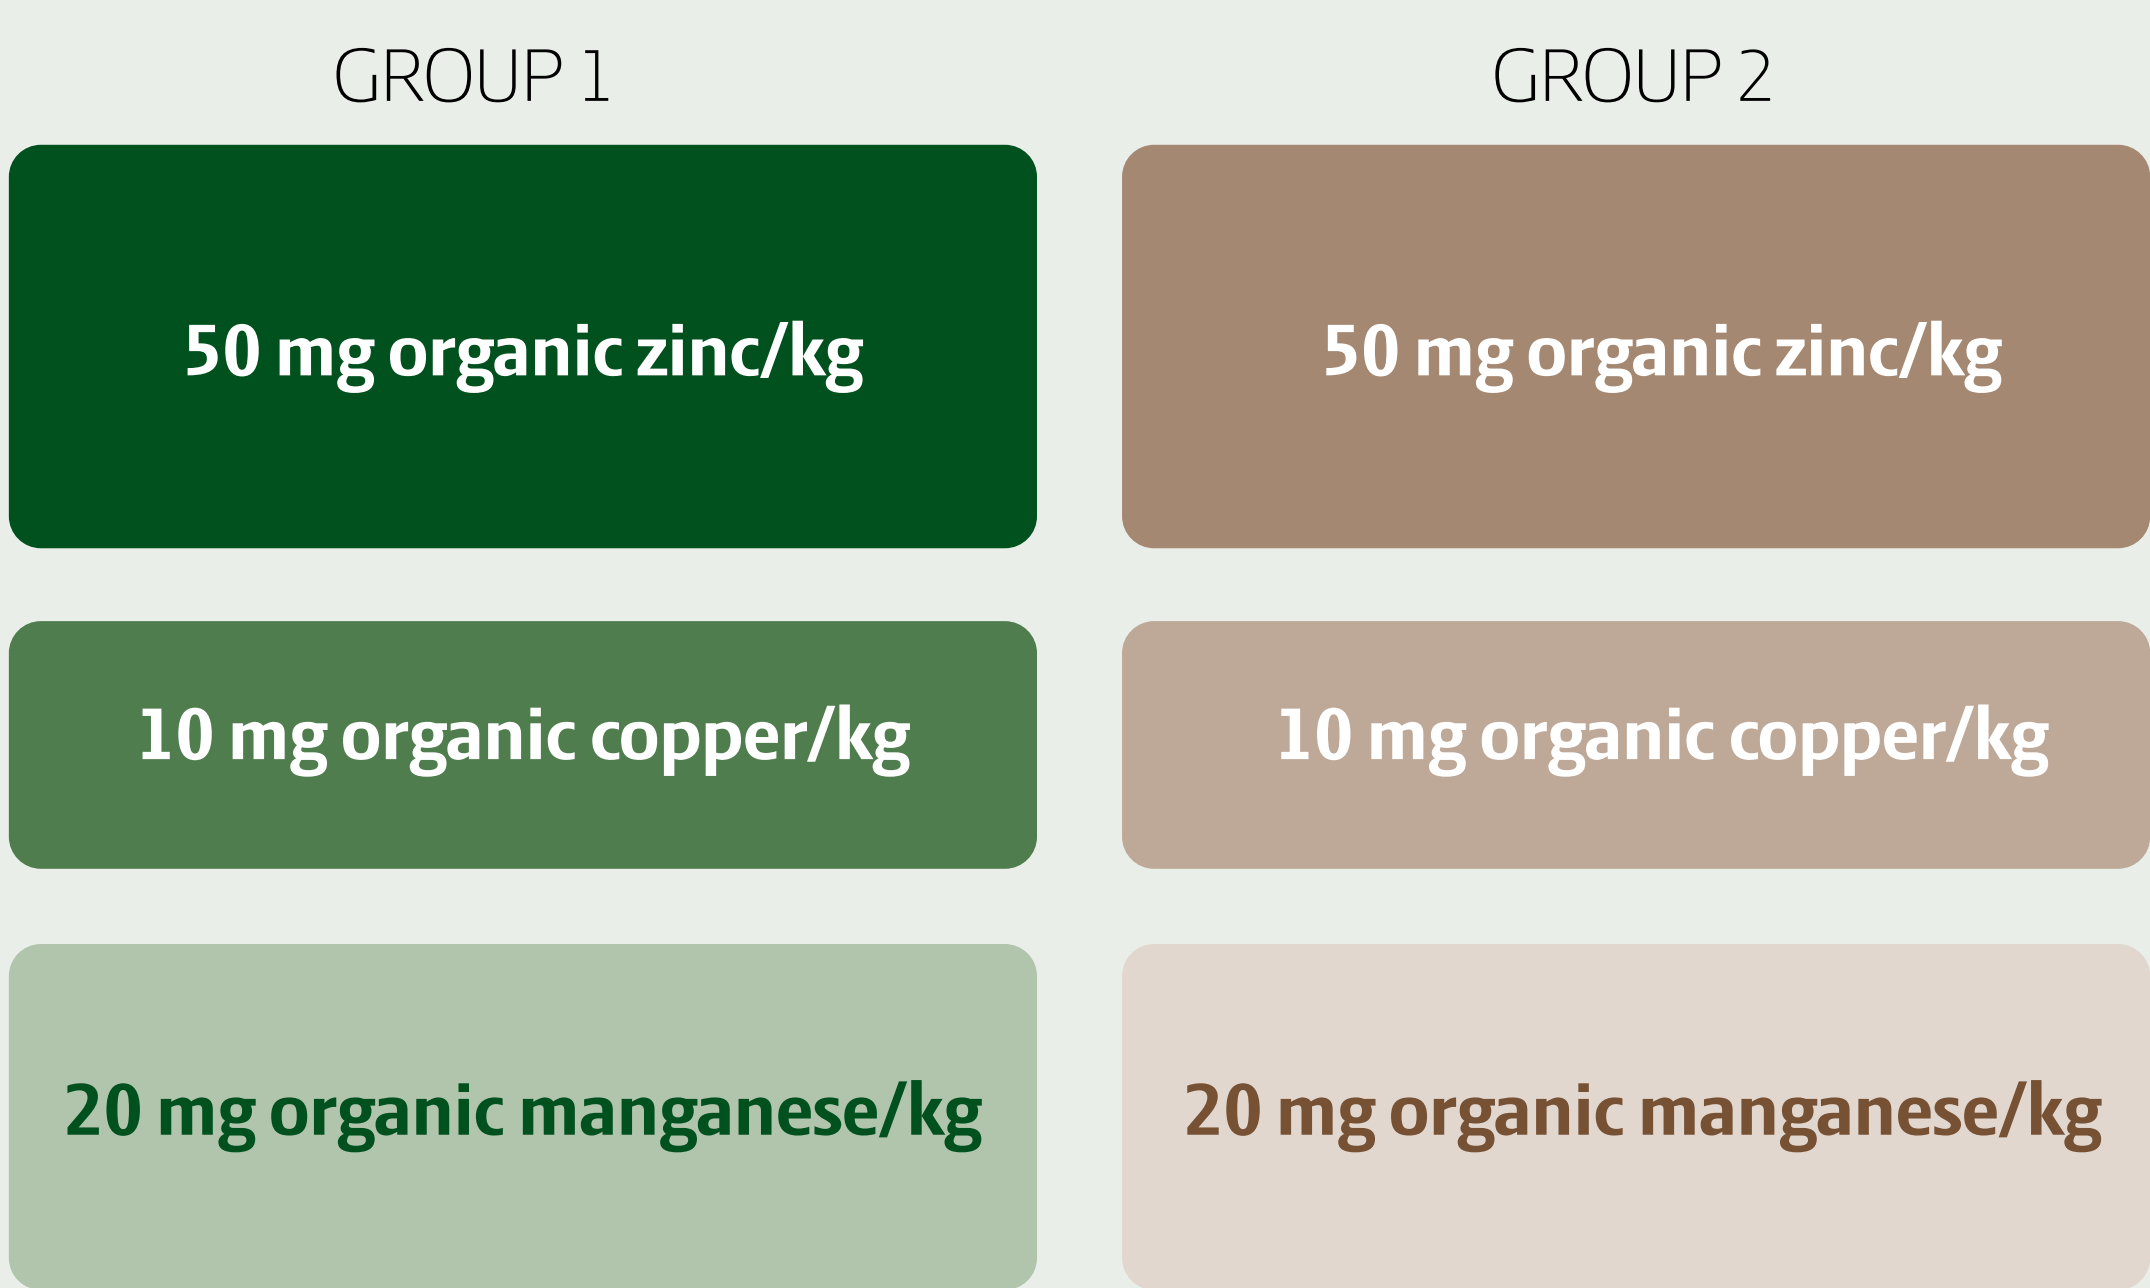 GROUP 1
GROUP 2
50 mg organic zinc/kg
50 mg organic zinc/kg
10 mg organic copper/kg
10 mg organic copper/kg
20 mg organic manganese/kg
20 mg organic manganese/kg